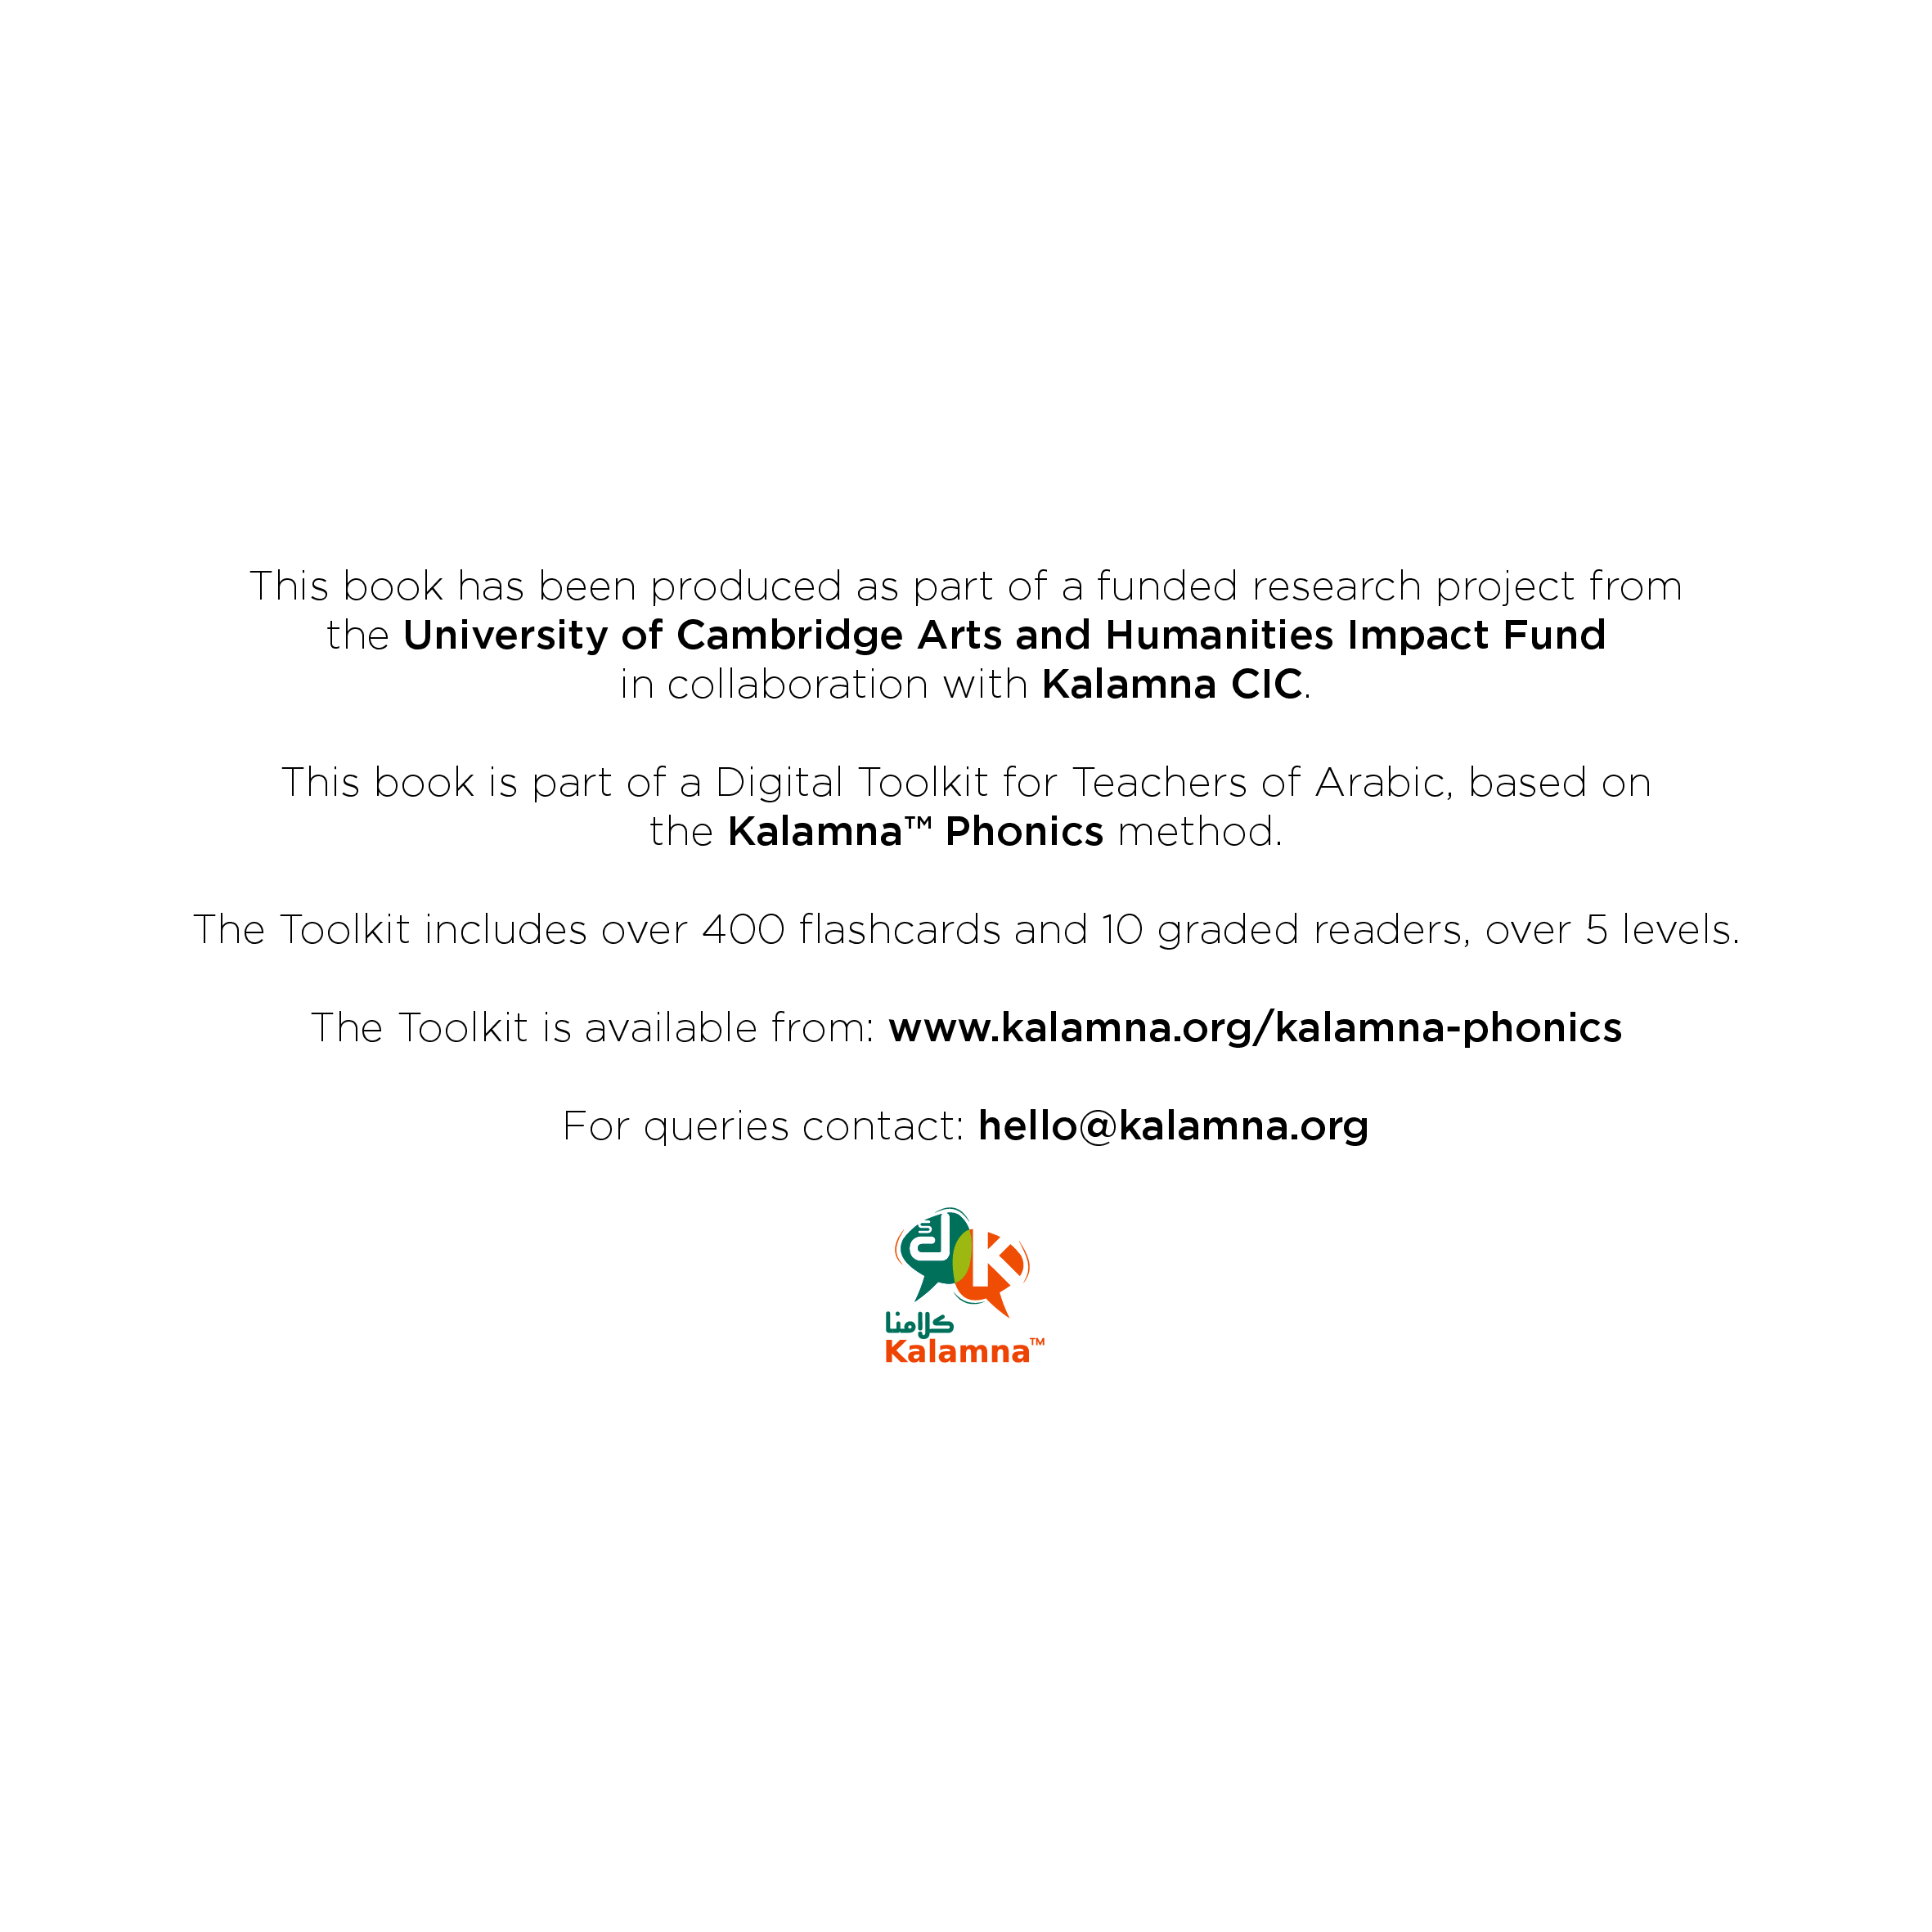 This book has been produced as part of a funded research project from
the University of Cambridge Arts and Humanities Impact Fund
in collaboration with Kalamna CIC.
This book is part of a Digital Toolkit for Teachers of Arabic, based on
the Kalamna™ Phonics method.
The Toolkit includes over 400 flashcards and 10 graded readers, over 5 levels.
The Toolkit is available from: www.kalamna.org/kalamna-phonics
For queries contact: hello@kalamna.org
ك K
كلامنا
Kalamna™